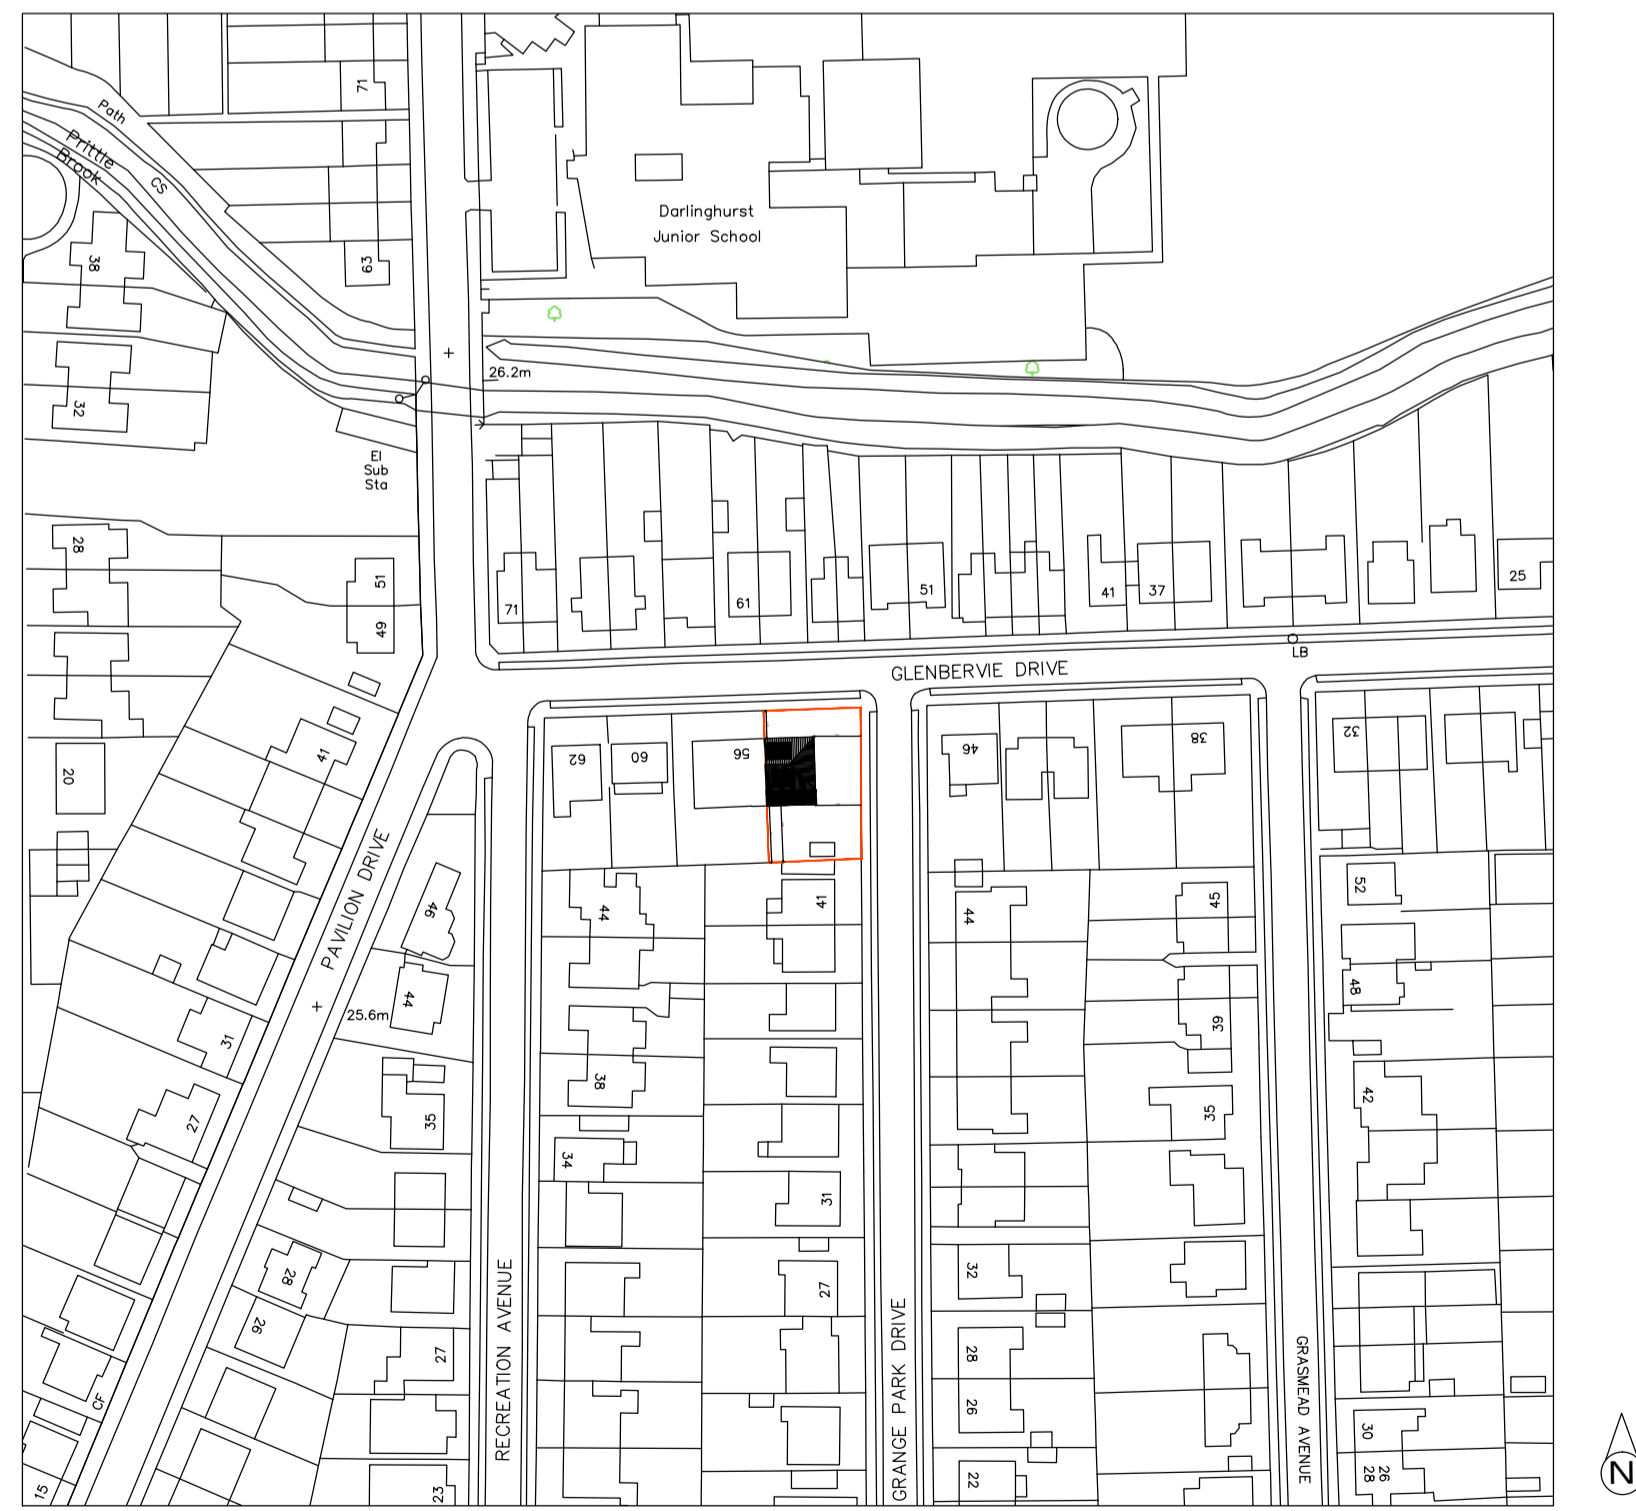 71
Path
Prittle
Brook
CS
Darlinghurst
Junior School
38
63
26.2m
32
El
Sub
Sta
28
51
49
71
61
51
41
37
25
LB
GLENBERVIE DRIVE
62
60
56
46
38
32
41
20
PAVILION DRIVE
46
44
41
44
45
52
44
25.6m
48
31
39
27
35
38
35
42
34
31
28
32
27
26
RECREATION AVENUE
GRANGE PARK DRIVE
GRASMEAD AVENUE
27
28
26
CF
30
26
28
22
15
23
N